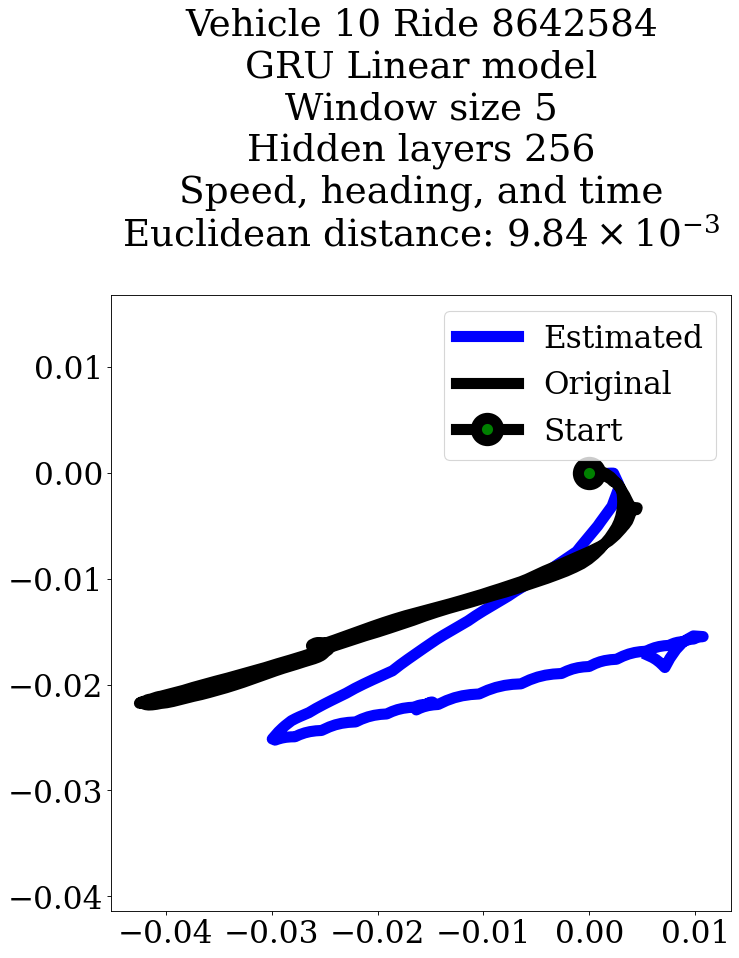 Vehicle 10 Ride 8642584
GRU Linear model
Window size 5
Hidden layers 256
Speed, heading, and time
Euclidean distance: 9.84 × 10⁻³
Estimated
Original
Start
0.01
0.00
−0.01
−0.02
−0.03
−0.04
−0.04 −0.03 −0.02 −0.01 0.00 0.01